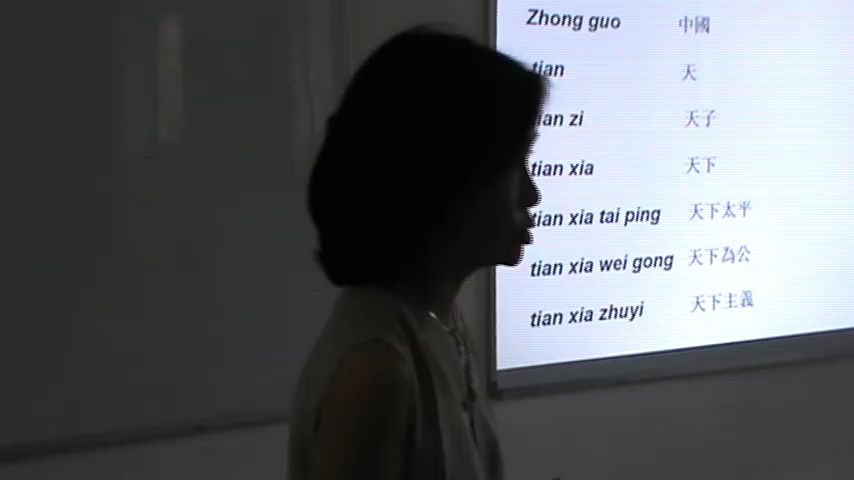 Zhong guo 中國
tian 天
tian zi 天子
tian xia 天下
tian xia tai ping 天下太平
tian xia wei gong 天下為公
tian xia zhuyi 天下主義